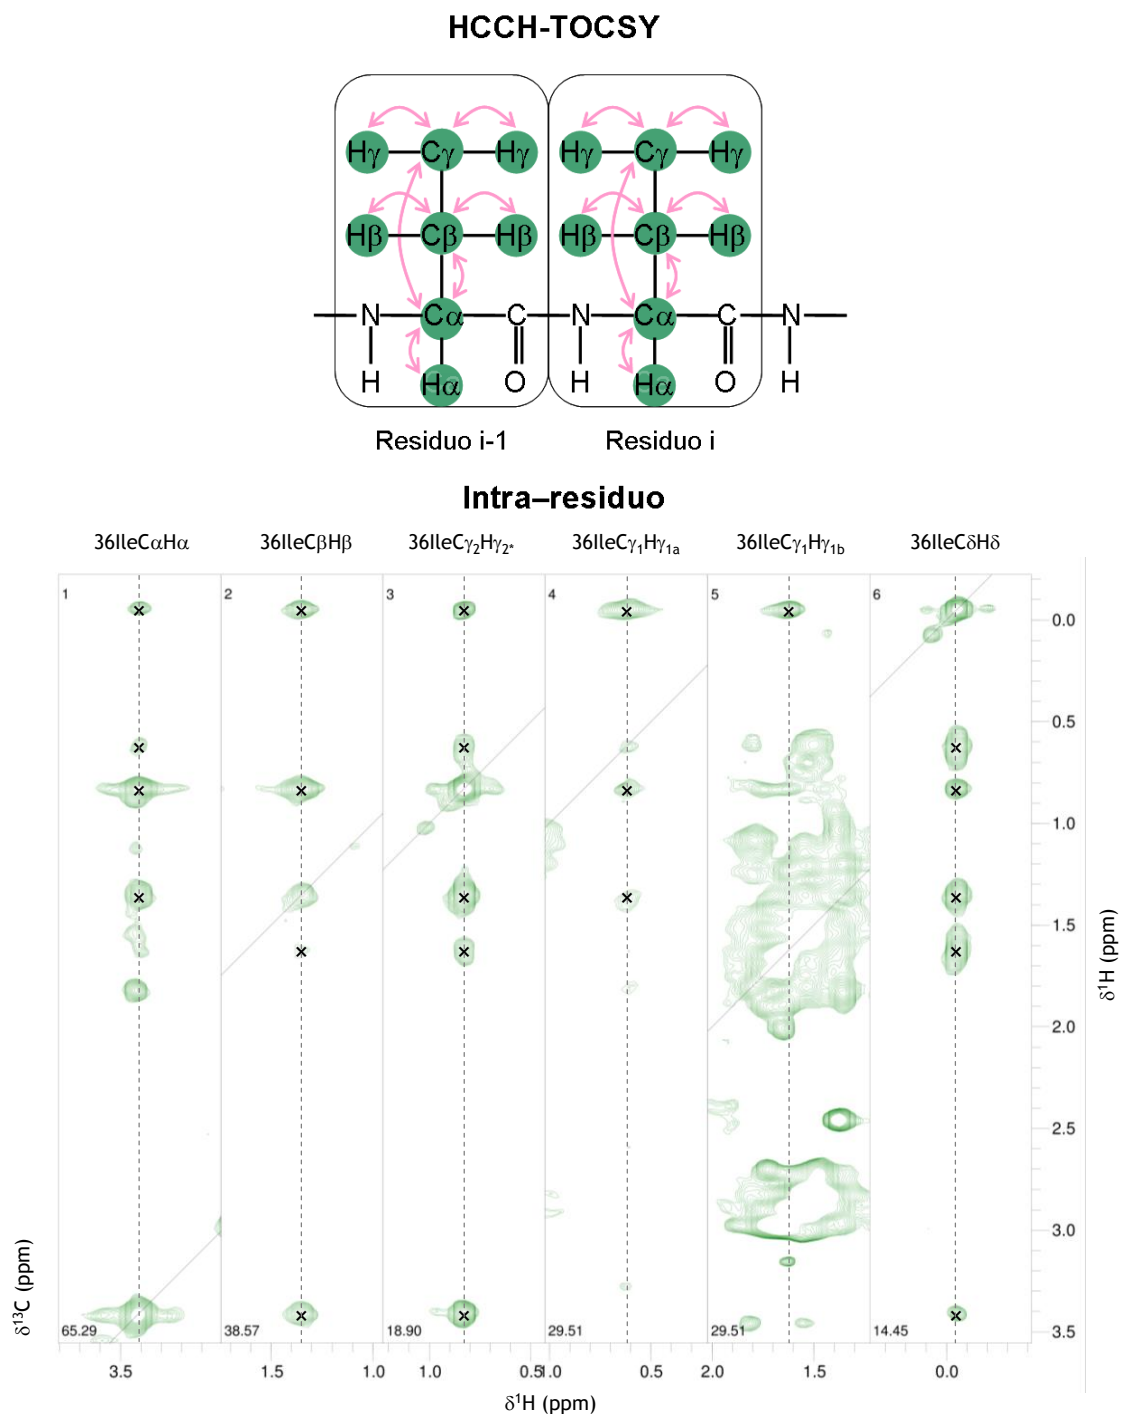 HCCH-TOCSY
Hγ Cγ Hγ Hγ Cγ Hγ
Hβ Cβ Hβ Hβ Cβ Hβ
N Cα C N Cα C N
H Hα O H Hα O H
Residuo i-1 Residuo i
Intra–residuo
36IleCαHα 36IleCβHβ 36IleCγ2Hγ2* 36IleCγ1Hγ1a 36IleCγ1Hγ1b 36IleCδHδ
1 2 3 4 5 6
0.0
0.5
1.0
1.5
2.0
2.5
3.0
3.5
δ1H (ppm)
δ13C (ppm)
65.29 38.57 18.90 29.51 29.51 14.45
3.5 1.5 1.0 1.0 0.5 1.0 0.5 2.0 1.5 0.0
δ1H (ppm)